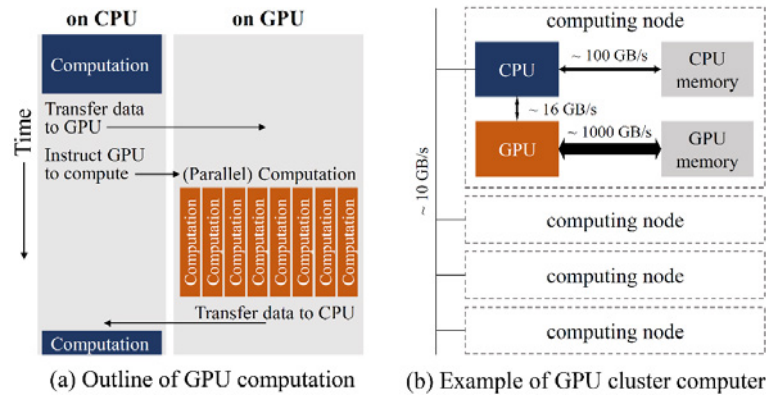 on CPU
on GPU
Time
Computation
Transfer data
to GPU
Instruct GPU
to compute
(Parallel) Computation
Computation
Computation
Computation
Computation
Computation
Computation
Computation
Computation
Transfer data to CPU
Computation
(a) Outline of GPU computation
computing node
CPU
~ 100 GB/s
CPU
memory
~ 16 GB/s
GPU
~ 1000 GB/s
GPU
memory
~ 10 GB/s
computing node
computing node
computing node
(b) Example of GPU cluster computer